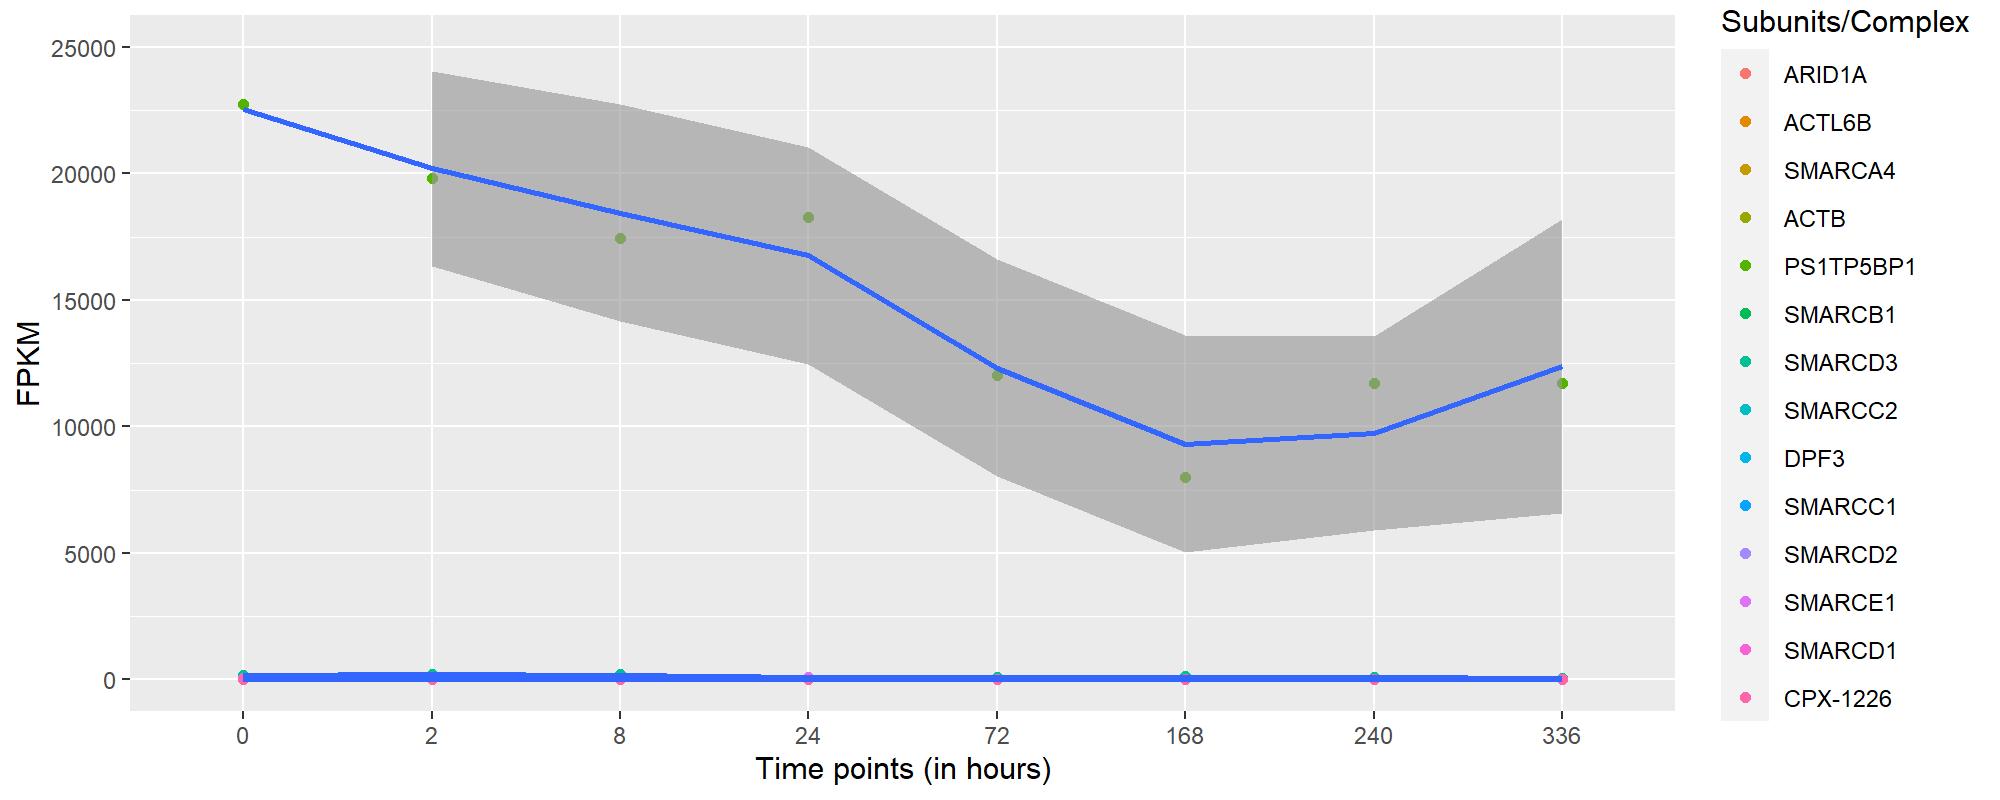 Subunits/Complex
ARID1A
ACTL6B
SMARCA4
ACTB
PS1TP5BP1
SMARCB1
SMARCD3
SMARCC2
DPF3
SMARCC1
SMARCD2
SMARCE1
SMARCD1
CPX-1226
FPKM
25000
20000
15000
10000
5000
0
0 2 8 24 72 168 240 336
Time points (in hours)